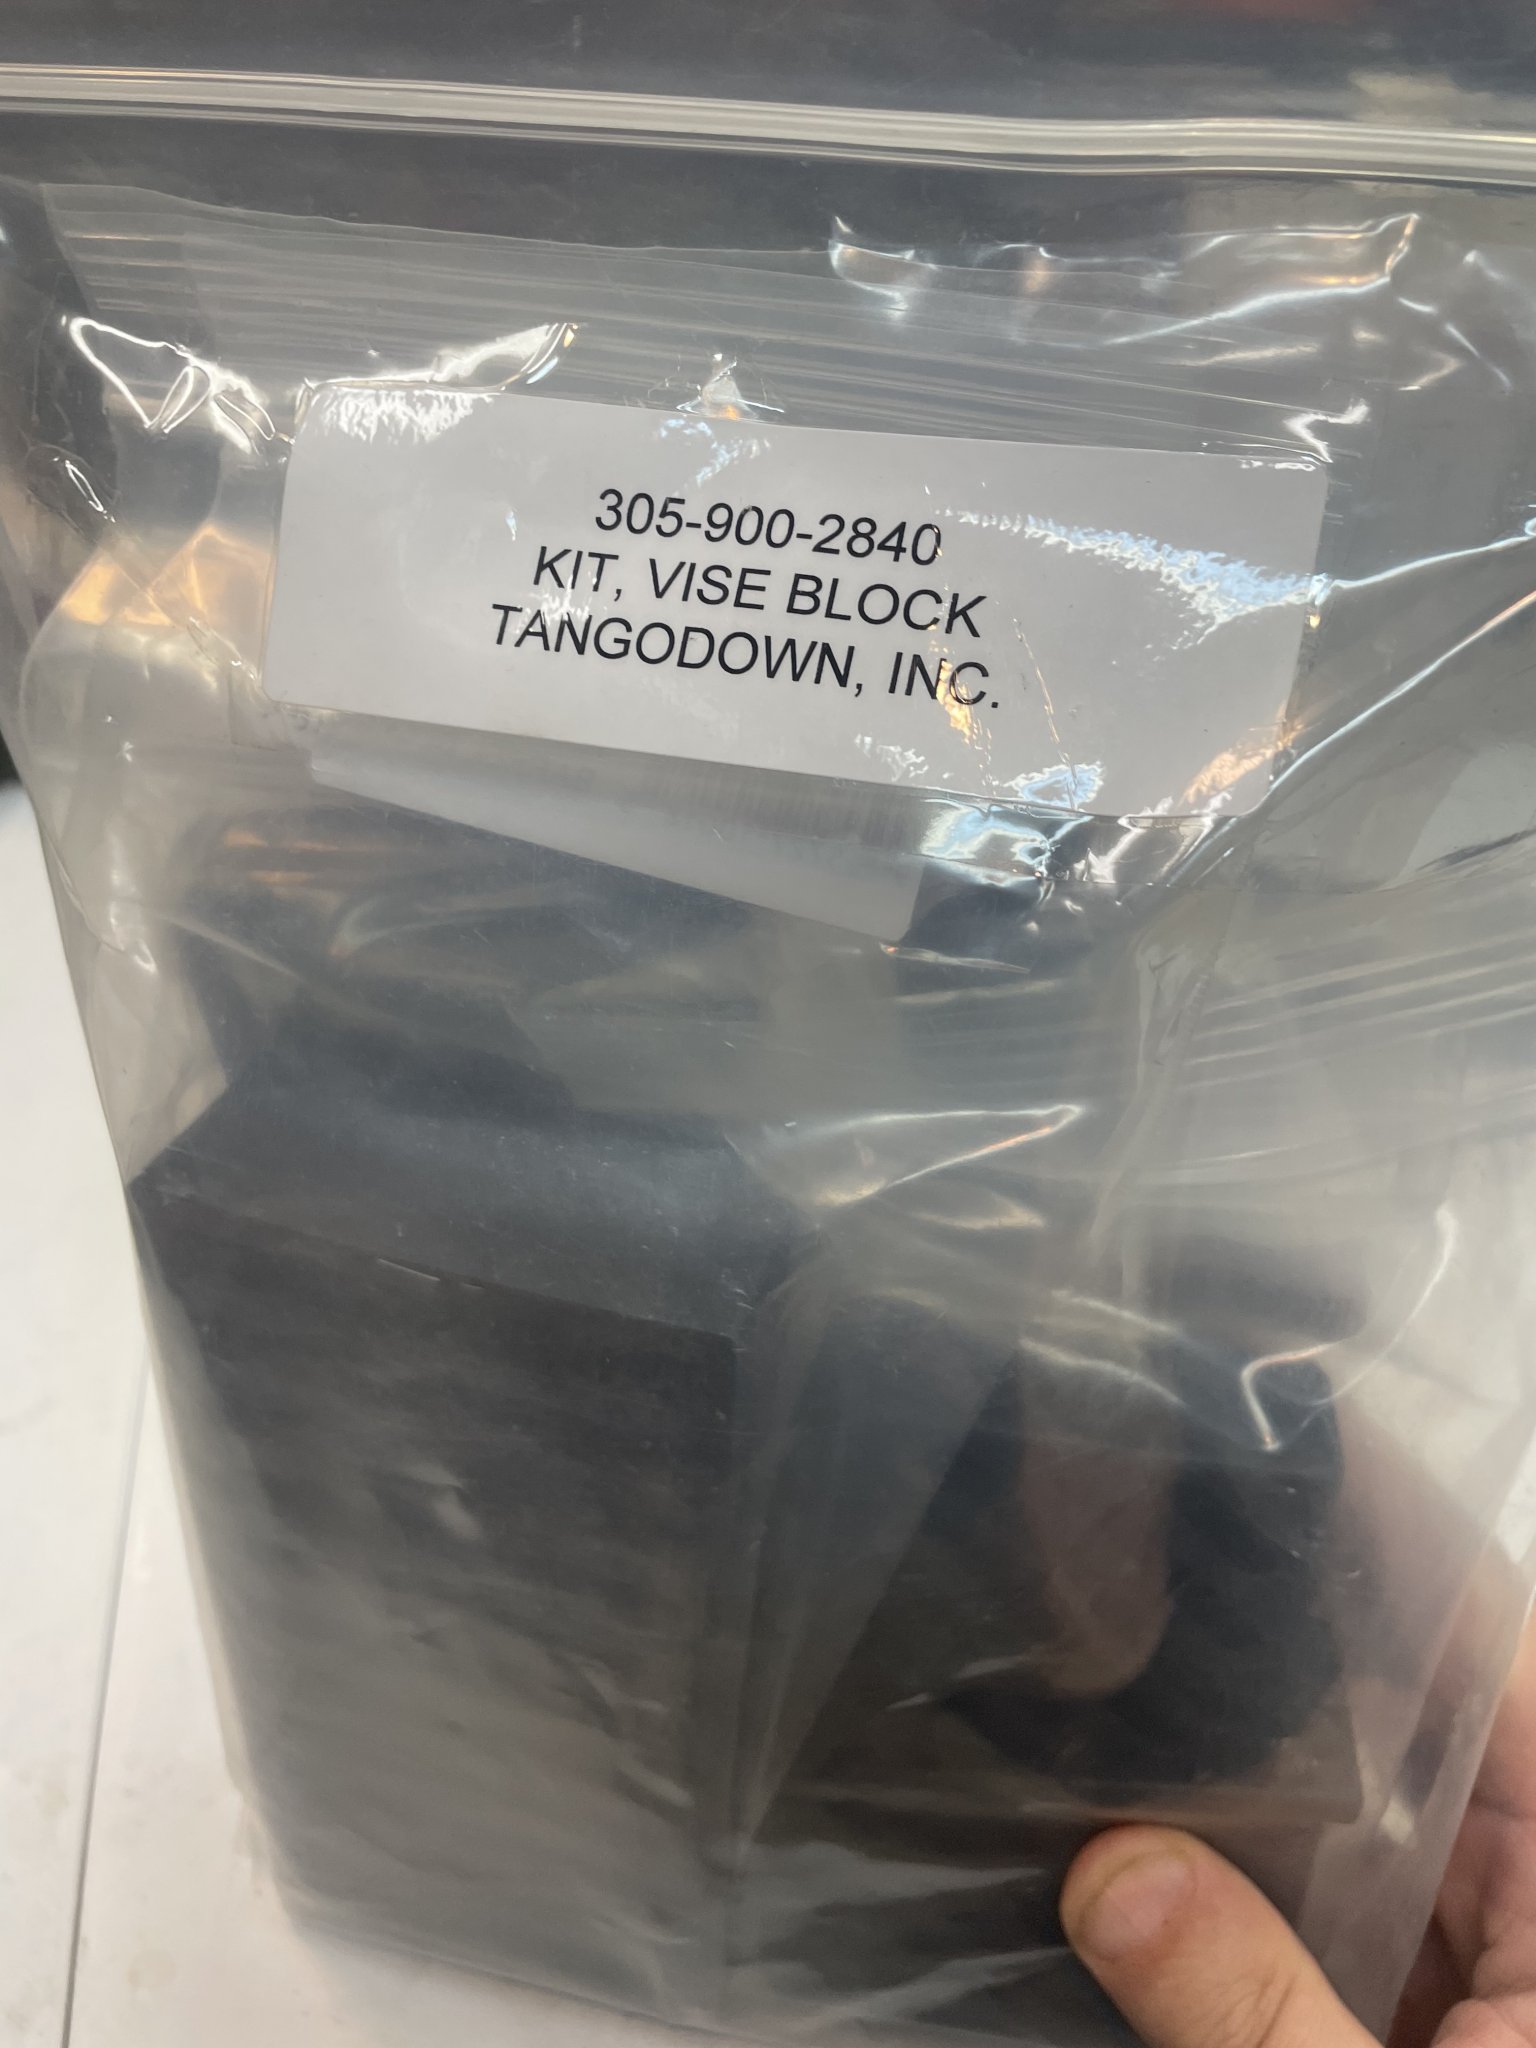 305-900-2840
KIT, VISE BLOCK
TANGODOWN, INC.